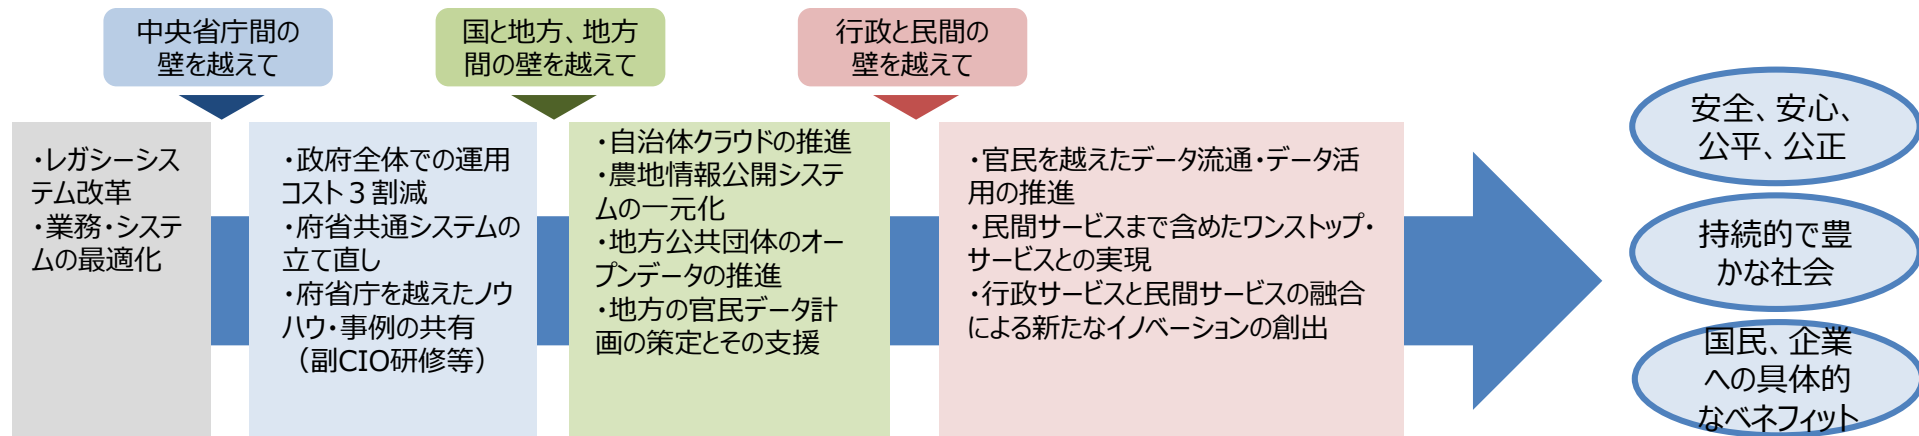 中央省庁間の
壁を越えて
国と地方、地方
間の壁を越えて
行政と民間の
壁を越えて
・レガシーシス
テム改革
・業務・システ
ムの最適化
・政府全体での運用
コスト３割減
・府省共通システムの
立て直し
・府省庁を越えたノウ
ハウ・事例の共有
（副CIO研修等）
・自治体クラウドの推進
・農地情報公開システ
ムの一元化
・地方公共団体のオー
プンデータの推進
・地方の官民データ計
画の策定とその支援
・官民を越えたデータ流通・データ活
用の推進
・民間サービスまで含めたワンストップ・
サービスとの実現
・行政サービスと民間サービスの融合
による新たなイノベーションの創出
安全、安心、
公平、公正
持続的で豊
かな社会
国民、企業
への具体的
なベネフィット